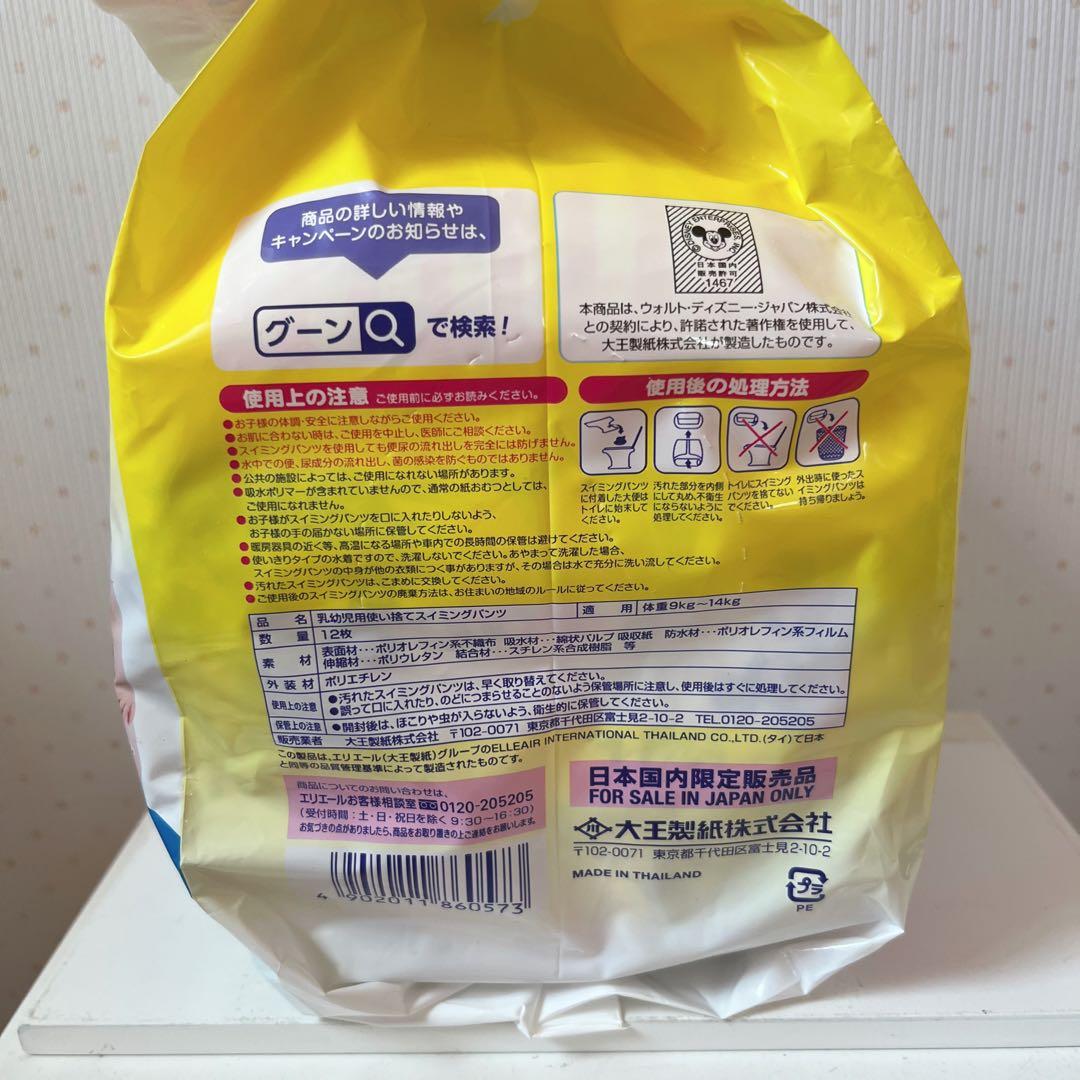 商品の詳しい情報や
キャンペーンのお知らせは、
グーン で検索!
©DISNEY ENTERPRISES, INC.
日本国内
販売許可
1467
本商品は、ウォルト・ディズニー・ジャパン株式会社
との契約により、許諾された著作権を使用して、
大王製紙株式会社が製造したものです。
使用上の注意 ご使用前に必ずお読みください。
●お子様の体調・安全に注意しながらご使用ください。
●お肌に合わない時は、ご使用を中止し、医師にご相談ください。
●スイミングパンツを使用しても便尿の流れ出しを完全には防げません。
●水中での便、尿成分の流れ出し、菌の感染を防ぐものではありません。
●公共の施設によっては、ご使用になれない場所があります。
●吸水ポリマーが含まれていませんので、通常の紙おむつとしては、
ご使用になれません。
●お子様がスイミングパンツを口に入れたりしないよう、
お子様の手の届かない場所に保管してください。
●暖房器具の近く等、高温になる場所や車内での長時間の保管は避けてください。
●使いきりタイプの水着ですので、洗濯しないでください。あやまって洗濯した場合、
スイミングパンツの中身が他の衣類につく事がありますが、その場合は水で充分に洗い流してください。
●汚れたスイミングパンツは、こまめに交換してください。
●ご使用後のスイミングパンツの廃棄方法は、お住まいの地域のルールに従ってください。
使用後の処理方法
スイミングパンツ
に付着した大便は
トイレに始末して
ください。
汚れた部分を内側
にして丸め、不衛生
にならないように
処理してください。
トイレにスイミング
パンツを捨てない
でください。
外出時に使ったス
イミングパンツは
持ち帰りましょう。
品名 乳幼児用使い捨てスイミングパンツ 適用 体重9kg~14kg
数量 12枚
素材 表面材…ポリオレフィン系不織布 吸水材…綿状パルプ 吸収紙 防水材…ポリオレフィン系フィルム
伸縮材…ポリウレタン 結合材…スチレン系合成樹脂 等
外装材 ポリエチレン
使用上の注意 ●汚れたスイミングパンツは、早く取り替えてください。
●誤って口に入れたり、のどにつまらせることのないよう保管場所に注意し、使用後はすぐに処理してください。
保管上の注意 ●開封後は、ほこりや虫が入らないよう、衛生的に保管してください。
販売業者 大王製紙株式会社 〒102-0071 東京都千代田区富士見2-10-2 TEL.0120-205205
この製品は、エリエール(大王製紙)グループのELLEAIR INTERNATIONAL THAILAND CO.,LTD.(タイ)で日本
と同等の品質管理基準によって製造されたものです。
商品についてのお問い合わせは、
エリエールお客様相談室 0120-205205
(受付時間:土・日・祝日を除く9:30~16:30)
お気づきの点がありましたら、商品をお取り置きの上ご連絡をお願いします。
4 902011 860573
日本国内限定販売品
FOR SALE IN JAPAN ONLY
大王製紙株式会社
〒102-0071 東京都千代田区富士見2-10-2
MADE IN THAILAND
プラ
PE